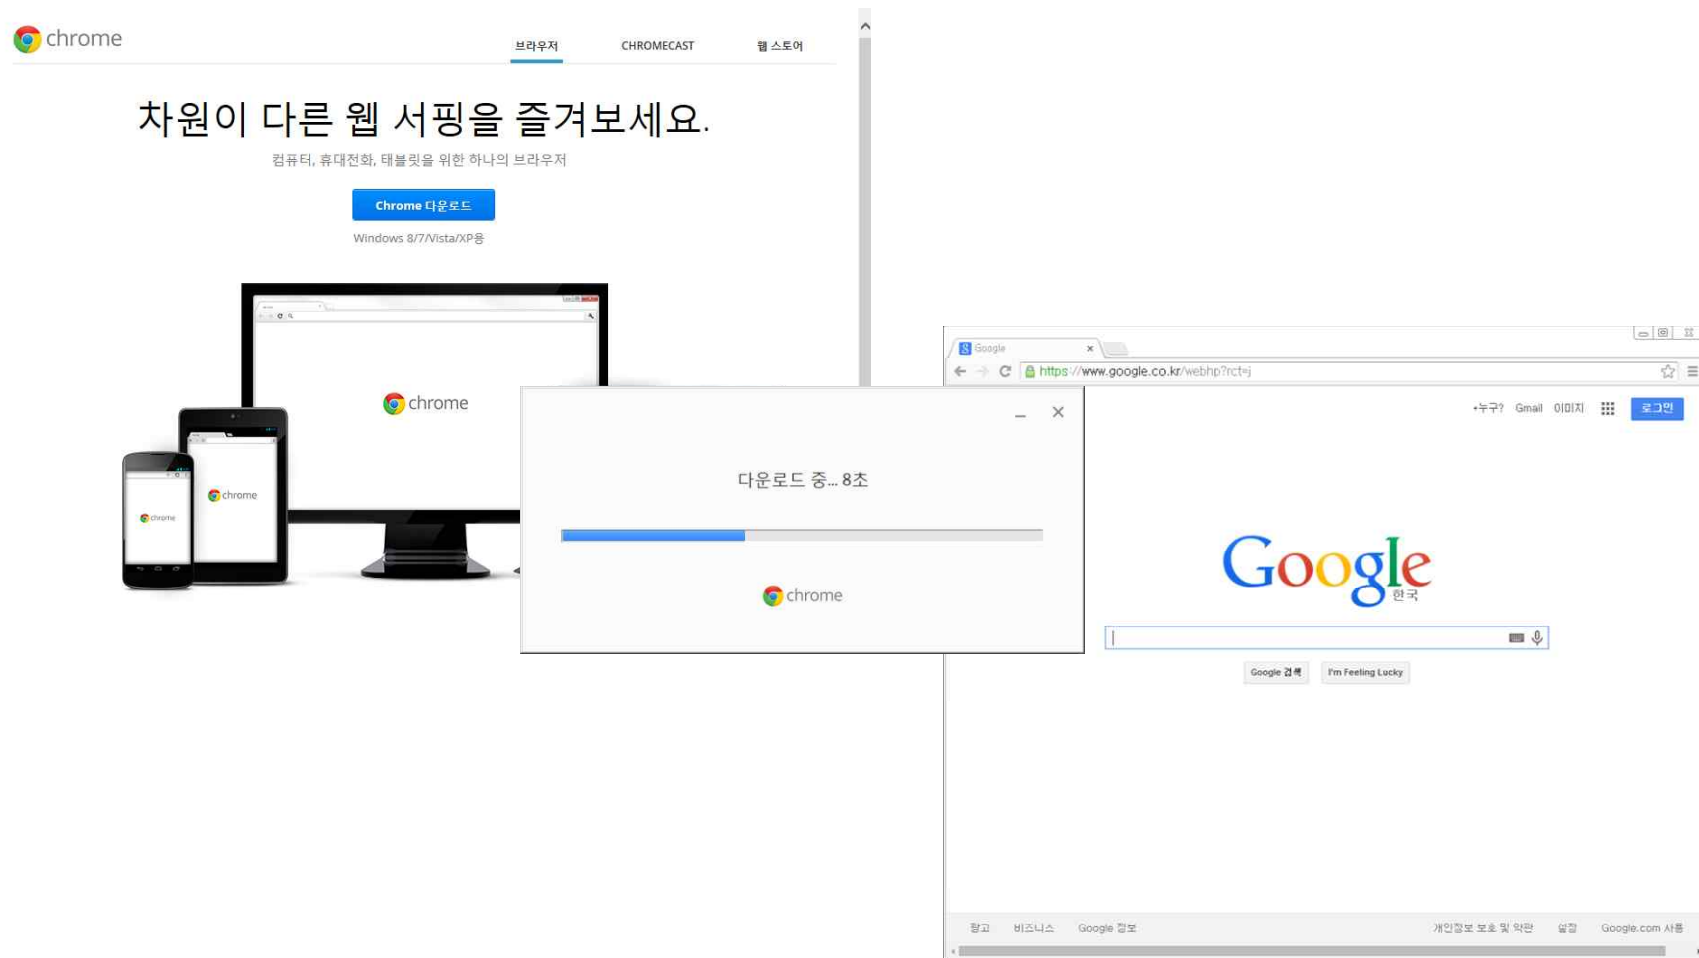 chrome
브라우저 CHROMECAST 웹 스토어
차원이 다른 웹 서핑을 즐겨보세요.
컴퓨터, 휴대전화, 태블릿을 위한 하나의 브라우저
Chrome 다운로드
Windows 8/7/Vista/XP용
chrome
chrome
chrome
다운로드 중... 8초
chrome
Google
https://www.google.co.kr/webhp?rct=j
+누구? Gmail 이미지 로그인
Google
한국
Google 검색 I'm Feeling Lucky
광고 비즈니스 Google 정보 개인정보 보호 및 약관 설정 Google.com 사용